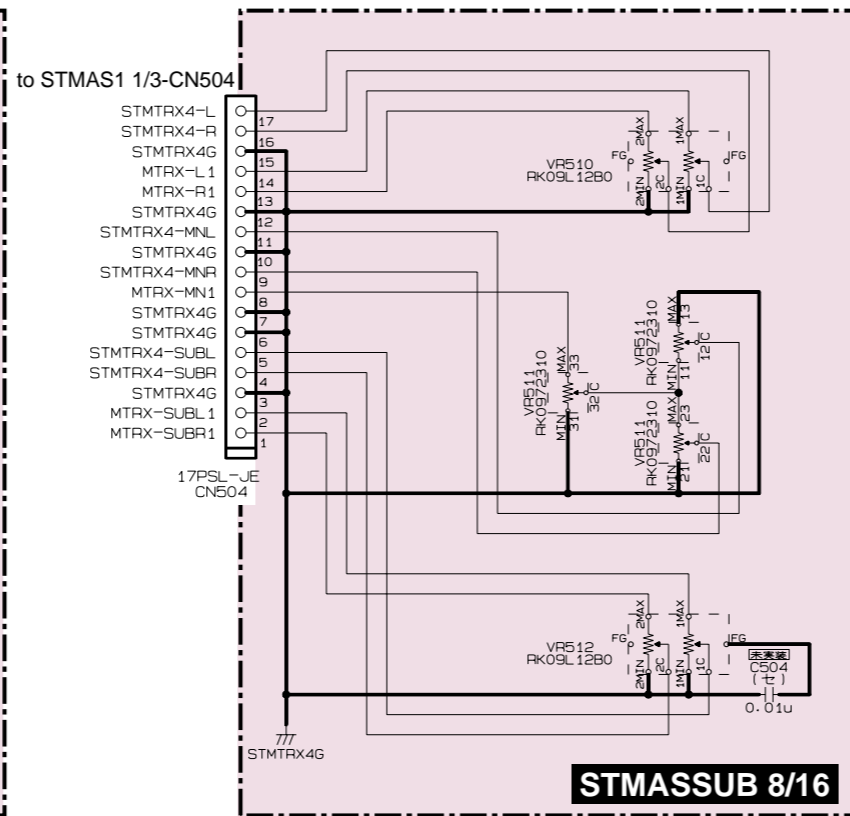 to STMAS1 1/3-CN504
STMTRX4-L
17
STMTRX4-R
16
STMTRX4G
15
MTRX-L1
14
MTRX-R1
13
STMTRX4G
12
STMTRX4-MNL
11
STMTRX4G
10
STMTRX4-MNR
9
MTRX-MN1
8
STMTRX4G
7
STMTRX4G
6
STMTRX4-SUBL
5
STMTRX4-SUBR
4
STMTRX4G
3
MTRX-SUBL1
2
MTRX-SUBR1
1
17PSL-JE
CN504
2MAX
1MAX
FG
FG
VR510
RK09L12B0
2MIN
2C
1MIN
1C
VR511
RK0972310
MAX
33
32C
MIN
31
VR511
RK0972310
MAX
13
12C
MIN
11
VR511
RK0972310
MAX
23
22C
MIN
21
2MAX
1MAX
FG
FG
VR512
RK09L12B0
2MIN
2C
1MIN
1C
未実装
C504
(セ)
0.01u
STMTRX4G
STMASSUB 8/16